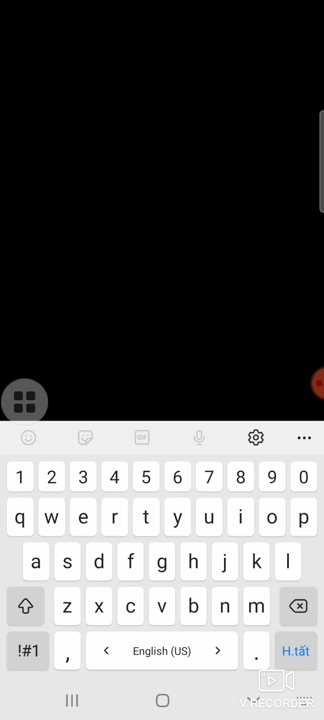 GIF
1 2 3 4 5 6 7 8 9 0
q w e r t y u i o p
a s d f g h j k l
z x c v b n m
!#1 , < English (US) > . H.tất
V RECORDER